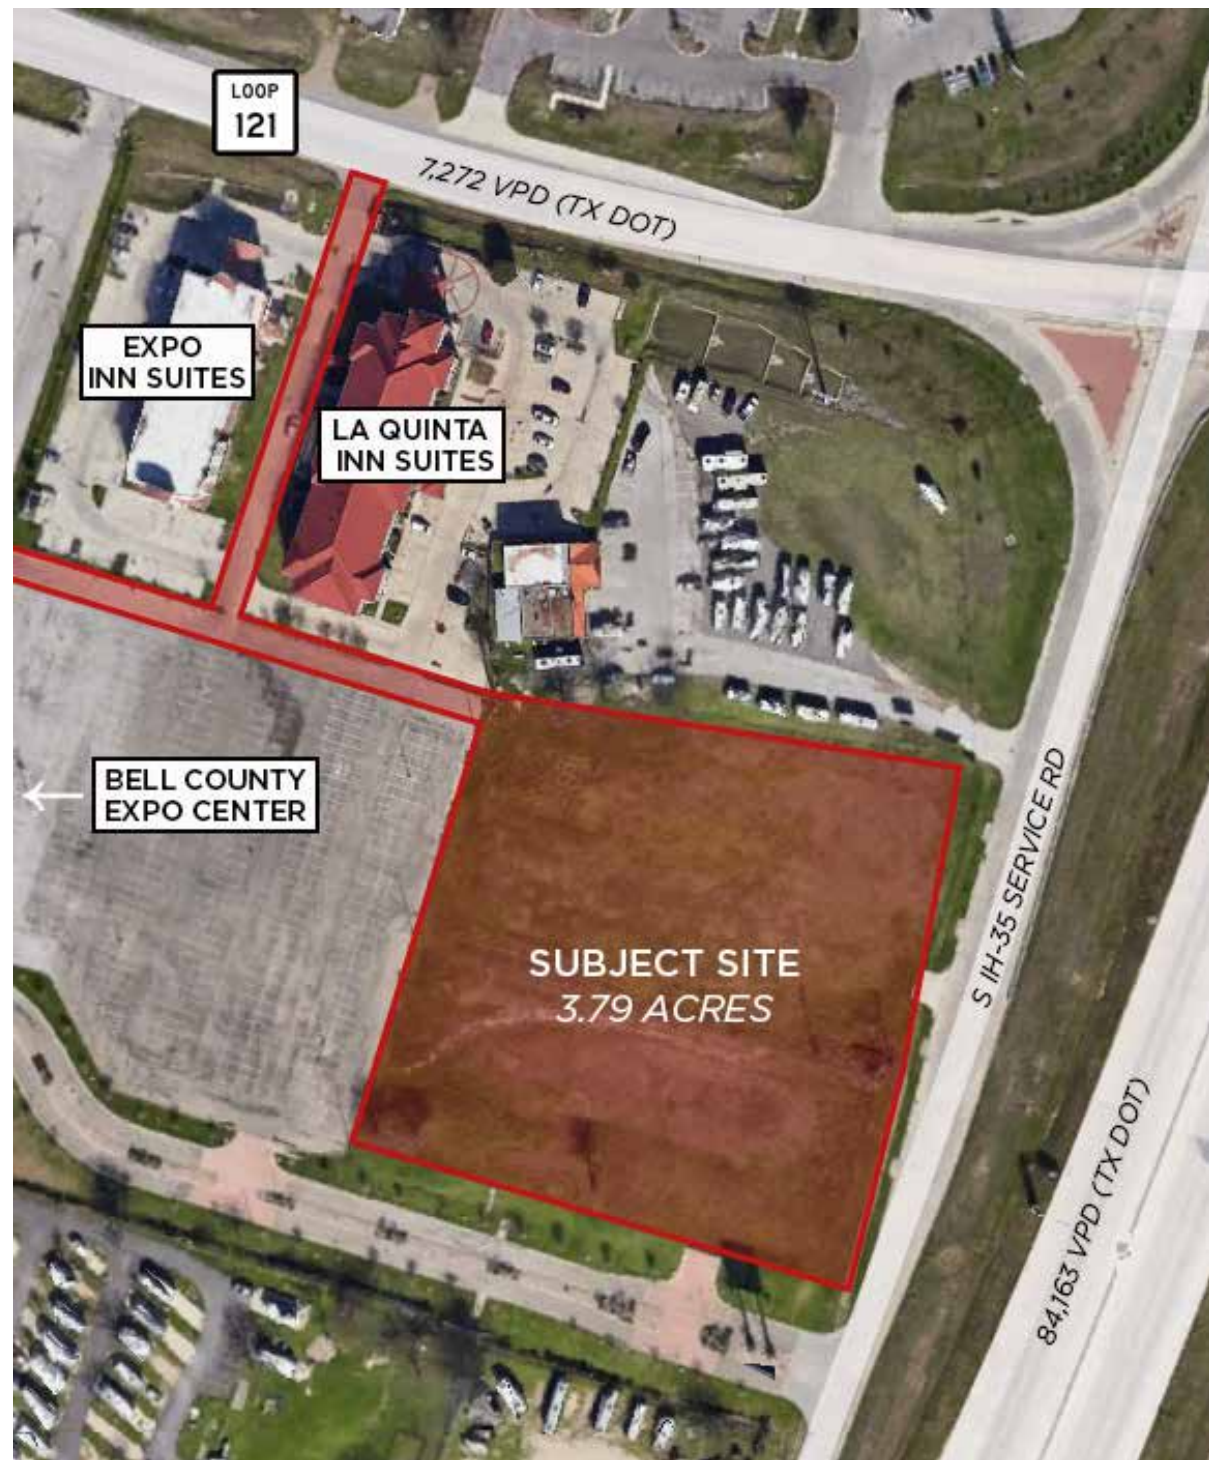 LOOP
121
7,272 VPD (TX DOT)
EXPO
INN SUITES
LA QUINTA
INN SUITES
BELL COUNTY
EXPO CENTER
SUBJECT SITE
3.79 ACRES
S IH-35 SERVICE RD
84,163 VPD (TX DOT)